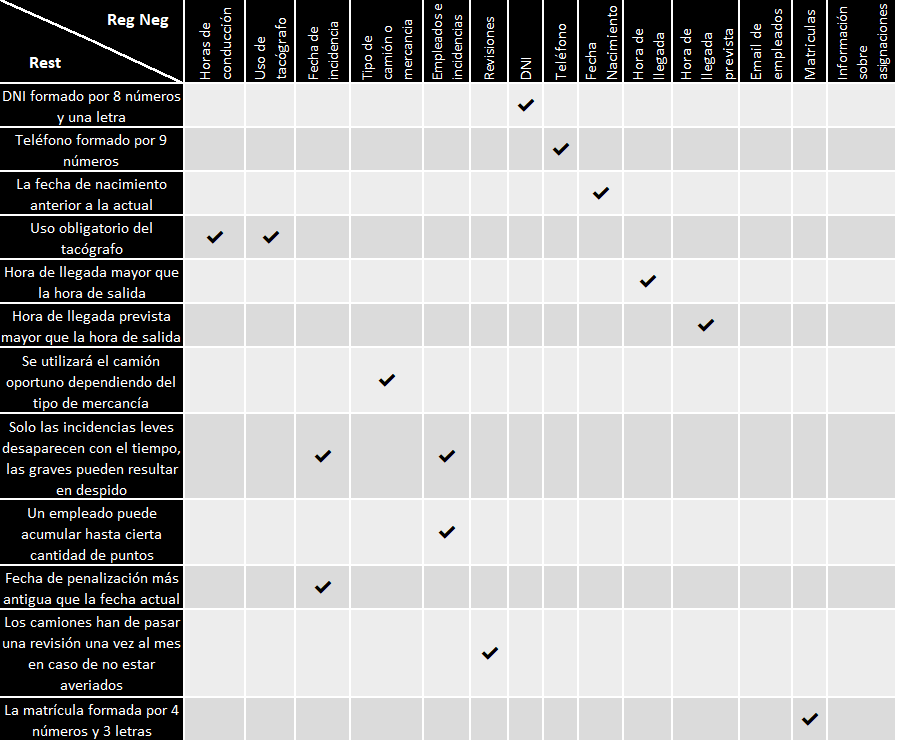 Reg Neg
Rest
Horas de
conducción
Uso de
tacógrafo
Fecha de
incidencia
Tipo de
camión o
mercancia
Empleados e
incidencias
Revisiones
DNI
Teléfono
Fecha
Nacimiento
Hora de
llegada
Hora de
llegada
prevista
Email de
empleados
Matriculas
Información
sobre
asignaciones
DNI formado por 8 números
y una letra
Teléfono formado por 9
números
La fecha de nacimiento
anterior a la actual
Uso obligatorio del
tacógrafo
Hora de llegada mayor que
la hora de salida
Hora de llegada prevista
mayor que la hora de salida
Se utilizará el camión
oportuno dependiendo del
tipo de mercancía
Solo las incidencias leves
desaparecen con el tiempo,
las graves pueden resultar
en despido
Un empleado puede
acumular hasta cierta
cantidad de puntos
Fecha de penalización más
antigua que la fecha actual
Los camiones han de pasar
una revisión una vez al mes
en caso de no estar
averiados
La matrícula formada por 4
números y 3 letras